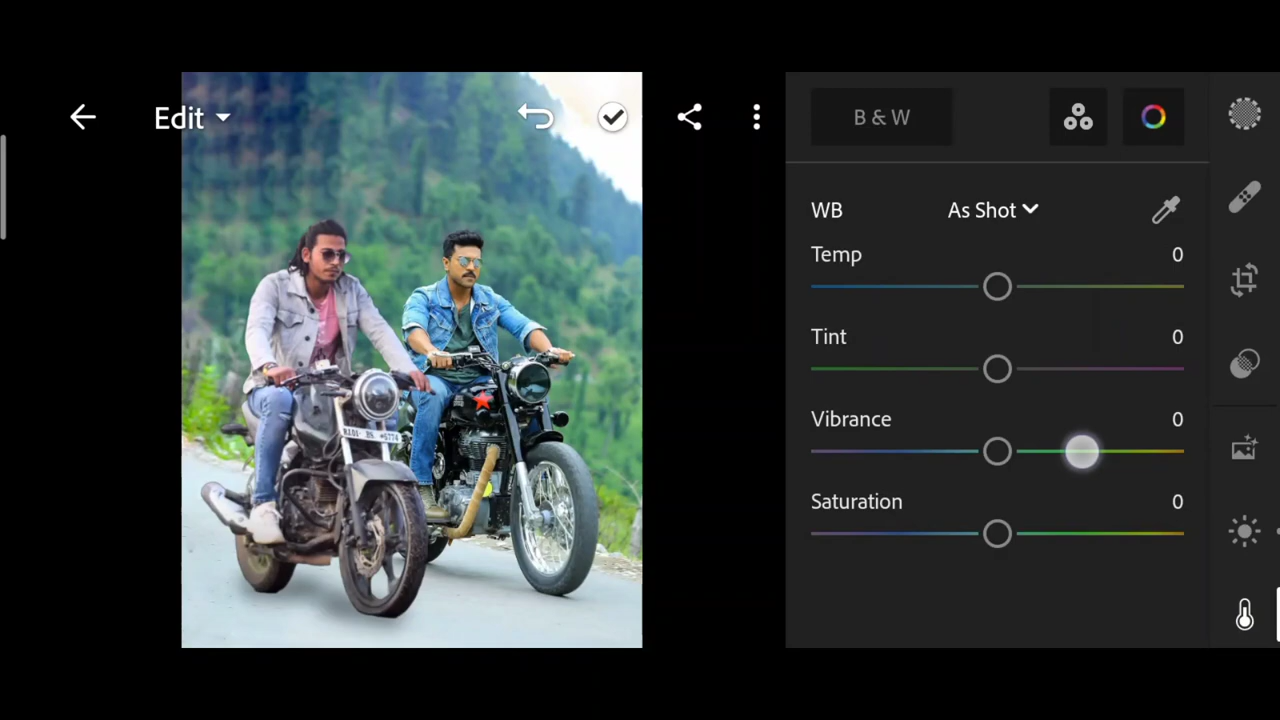 Edit
B & W
WB As Shot
Temp 0
Tint 0
Vibrance 0
Saturation 0